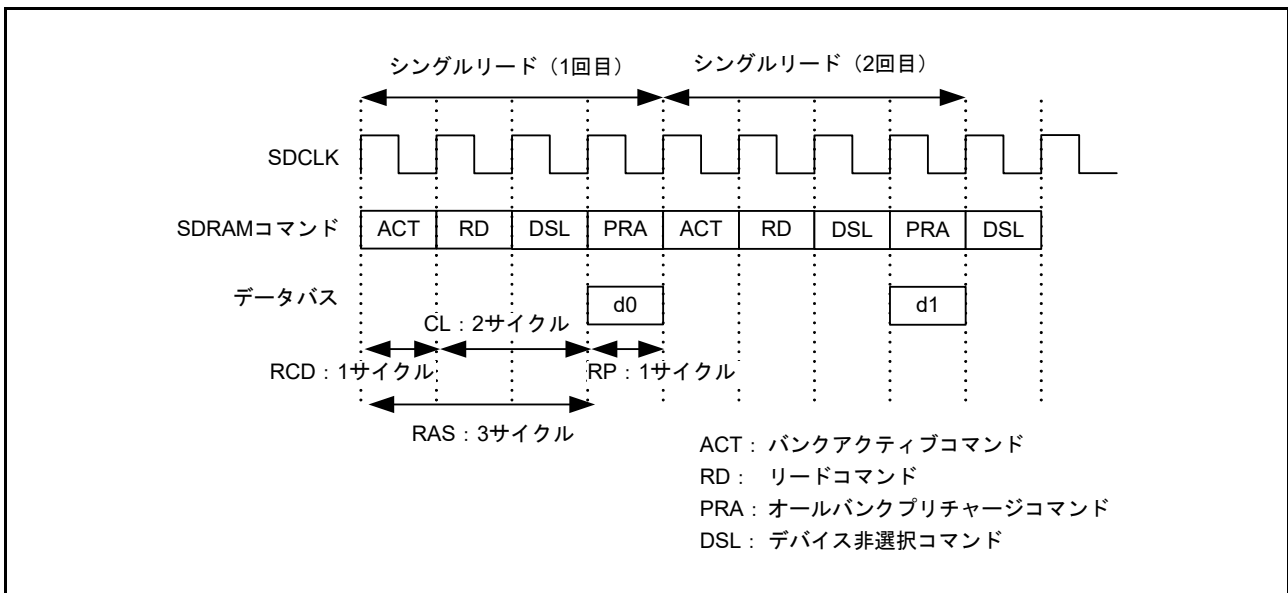 シングルリード（1回目）
シングルリード（2回目）
SDCLK
SDRAMコマンド ACT RD DSL PRA ACT RD DSL PRA DSL
データバス d0 d1
CL：2サイクル
RCD：1サイクル RP：1サイクル
RAS：3サイクル
ACT： バンクアクティブコマンド
RD： リードコマンド
PRA：オールバンクプリチャージコマンド
DSL： デバイス非選択コマンド